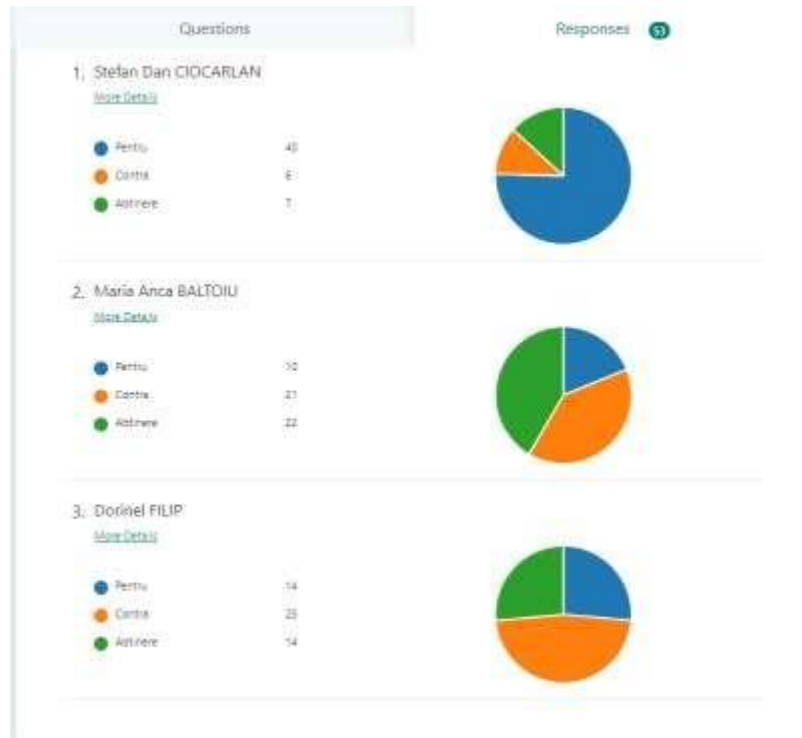 Questions
Responses 53
1. Stefan Dan CIOCARLAN
More Details
Pentru 40
Contra 6
Abtinere 7
2. Maria Anca BALTOIU
More Details
Pentru 10
Contra 21
Abtinere 22
3. Dorinel FILIP
More Details
Pentru 14
Contra 25
Abtinere 14